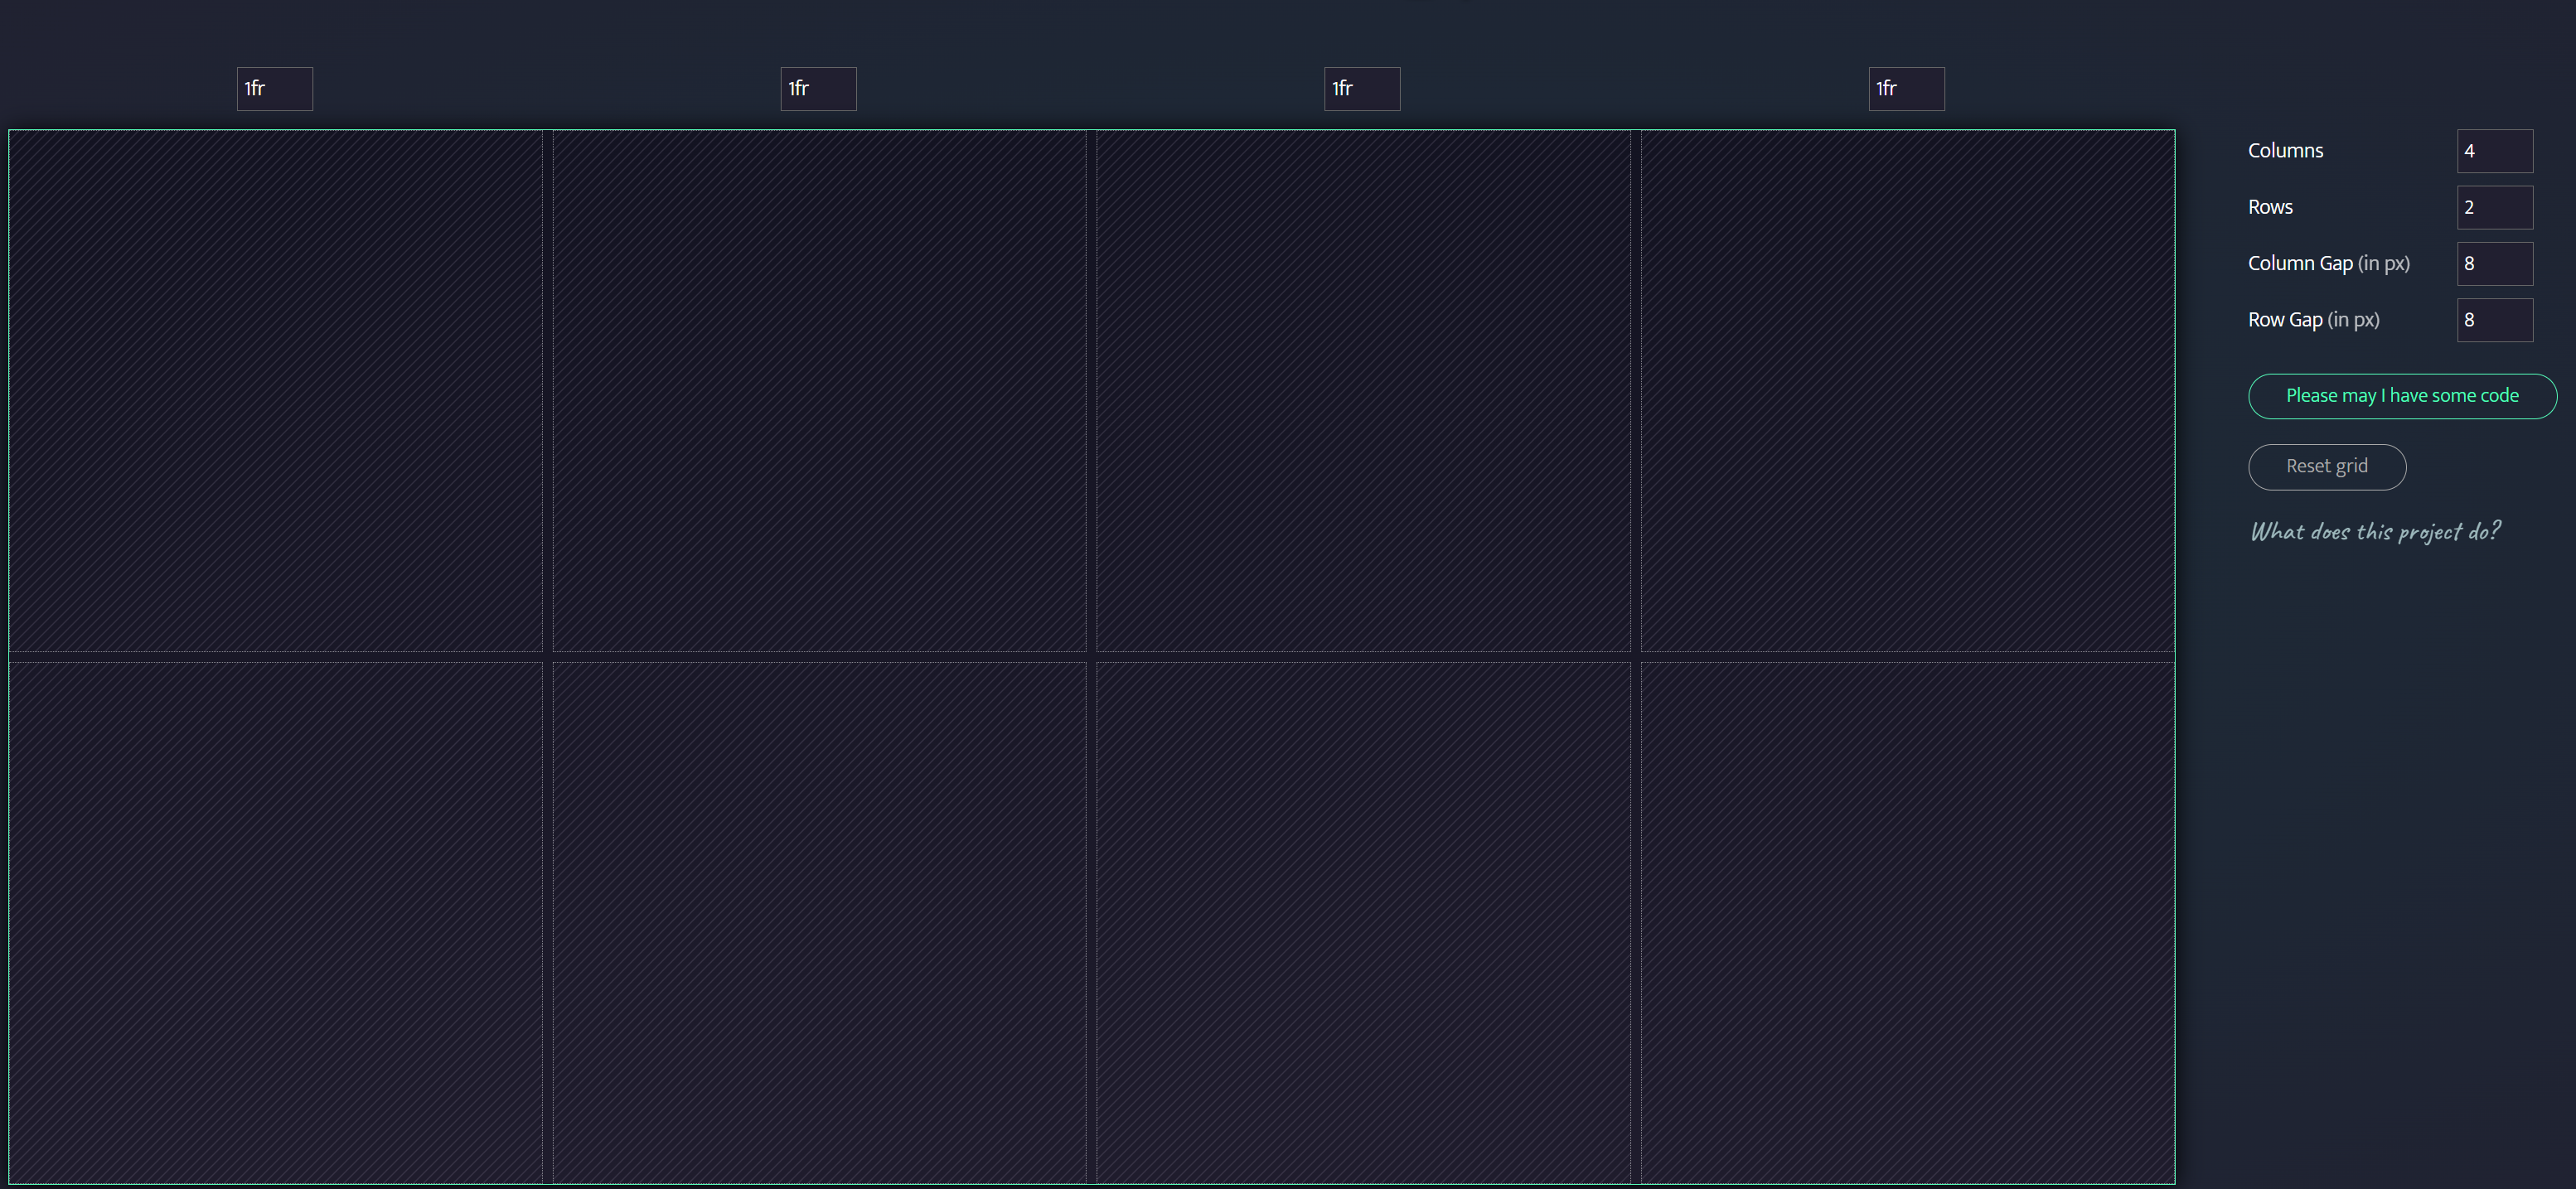 1fr 1fr 1fr 1fr
Columns 4
Rows 2
Column Gap (in px) 8
Row Gap (in px) 8
Please may I have some code
Reset grid
What does this project do?